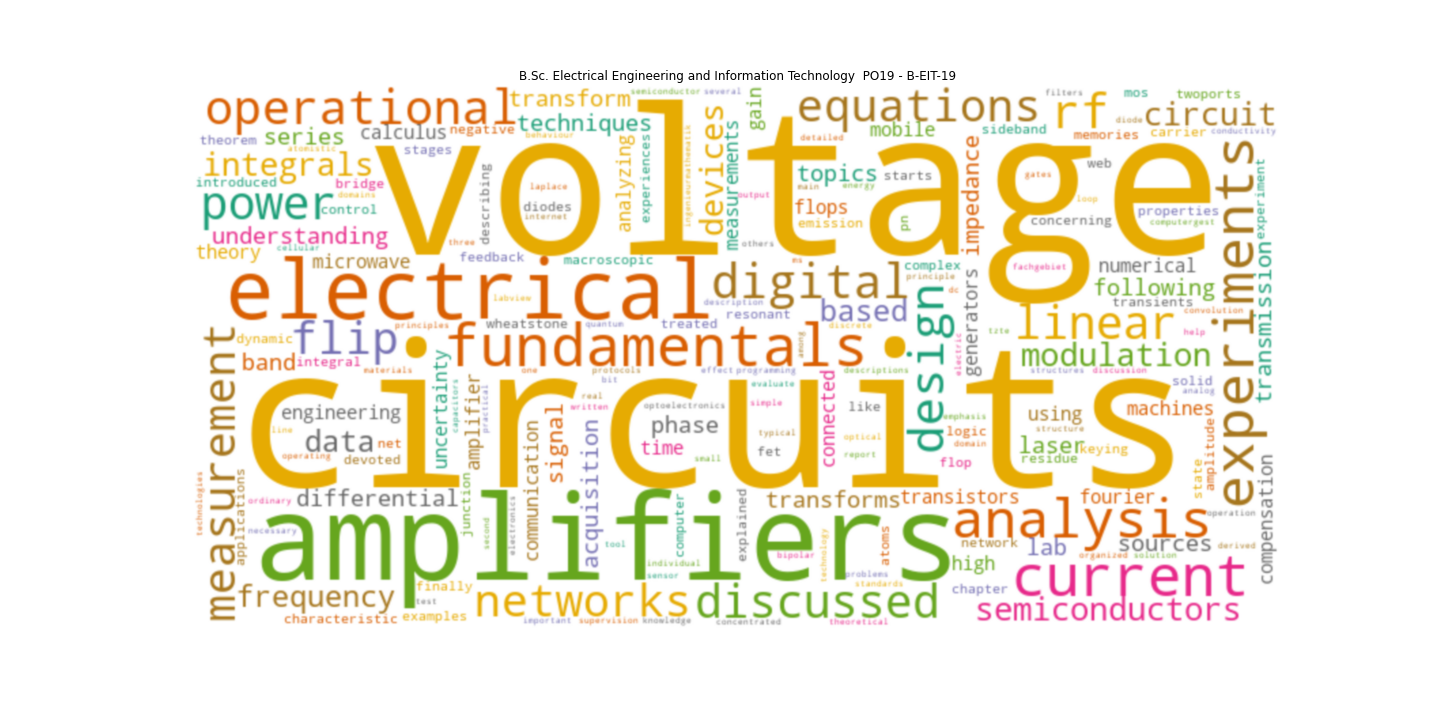 B.Sc. Electrical Engineering and Information Technology  PO19 - B-EIT-19
voltage
circuits
amplifiers
electrical
fundamentals
operational
transform
semiconductor
several
gain
equations
filters
rf
mos
twoports
circuit
diode
theorem
series
calculus
negative
techniques
behaviour
stages
atomistic
integrals
introduced
bridge
domains
power
control
understanding
theory
cellular
microwave
describing
three
feedback
laplace
diodes
internet
analyzing
experiences
ingenieurmathematik
devices
measurements
macroscopic
output
others
detailed
mobile
sideband
memories
carrier
conductivity
topics
starts
main
energy
flops
emission
pn
web
gates
loop
impedance
concerning
properties
computergest
experiments
experiment
transmission
digital
ms
complex
principle
dc
fachgebiet
numerical
following
transients
convolution
generators
labview
description
resonant
based
discrete
linear
help
modulation
dynamic
flip
principles
wheatstone
quantum
treated
among
design
electric
tzte
structures
discussion
band
integral
materials
one
protocols
bit
effect
programming
descriptions
evaluate
solid
analog
measurement
uncertainty
capacitors
amplifier
practical
engineering
line
data
net
operating
devoted
signal
real
written
optoelectronics
simple
phase
time
typical
fet
small
connected
like
optical
report
emphasis
logic
domain
flop
using
structure
laser
residue
keying
machines
state
amplitude
technologies
applications
ordinary
differential
necessary
junction
second
electronics
communication
acquisition
tool
computer
individual
sensor
explained
bipolar
transforms
technology
problems
standards
atoms
transistors
fourier
analysis
operation
network
lab
organized
solution
sources
derived
compensation
high
chapter
current
semiconductors
frequency
finally
test
characteristic
examples
networks
important
supervision
knowledge
discussed
concentrated
theoretical